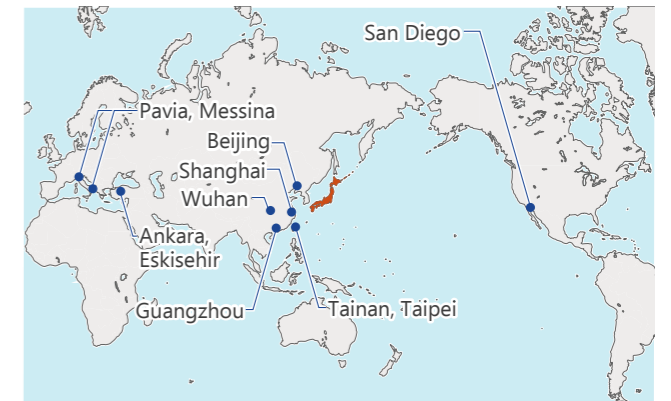 San Diego
Pavia, Messina
Beijing
Shanghai
Wuhan
Ankara,
Eskisehir
Guangzhou
Tainan, Taipei